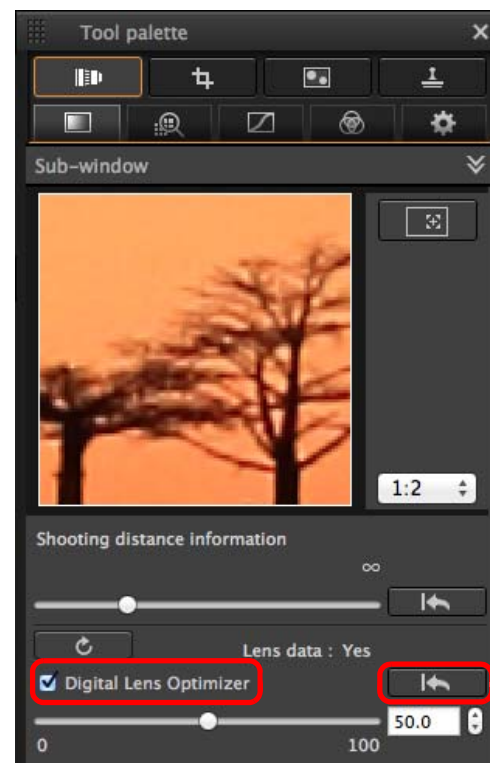 Tool palette
Sub-window
1:2
Shooting distance information
∞
Lens data : Yes
Digital Lens Optimizer
50.0
0 100